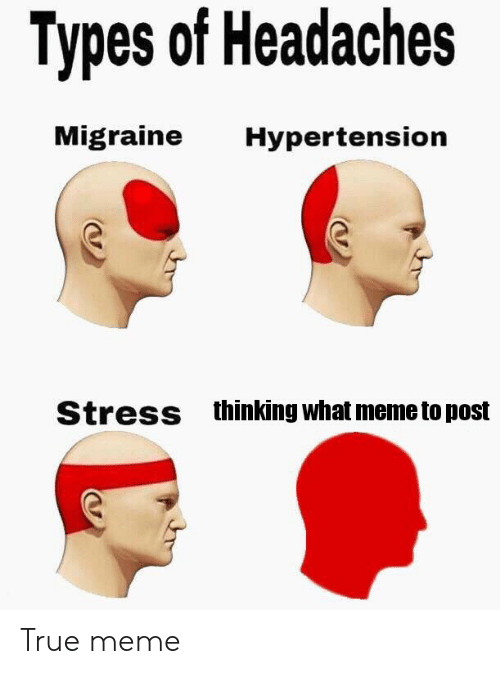 Types of Headaches
Migraine Hypertension
Stress thinking what meme to post
True meme